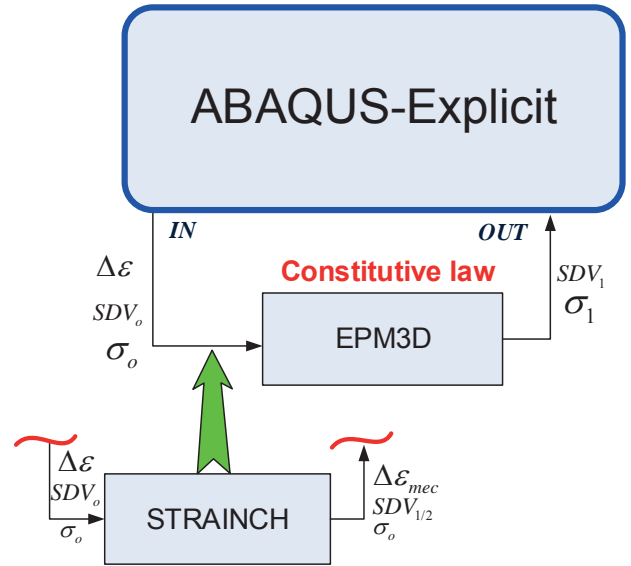 ABAQUS-Explicit
IN
OUT
Δε
SDVₒ
σₒ
Constitutive law
EPM3D
SDV₁
σ₁
Δε
SDVₒ
σₒ
STRAINCH
Δεₘₑc
SDV₁/₂
σₒ